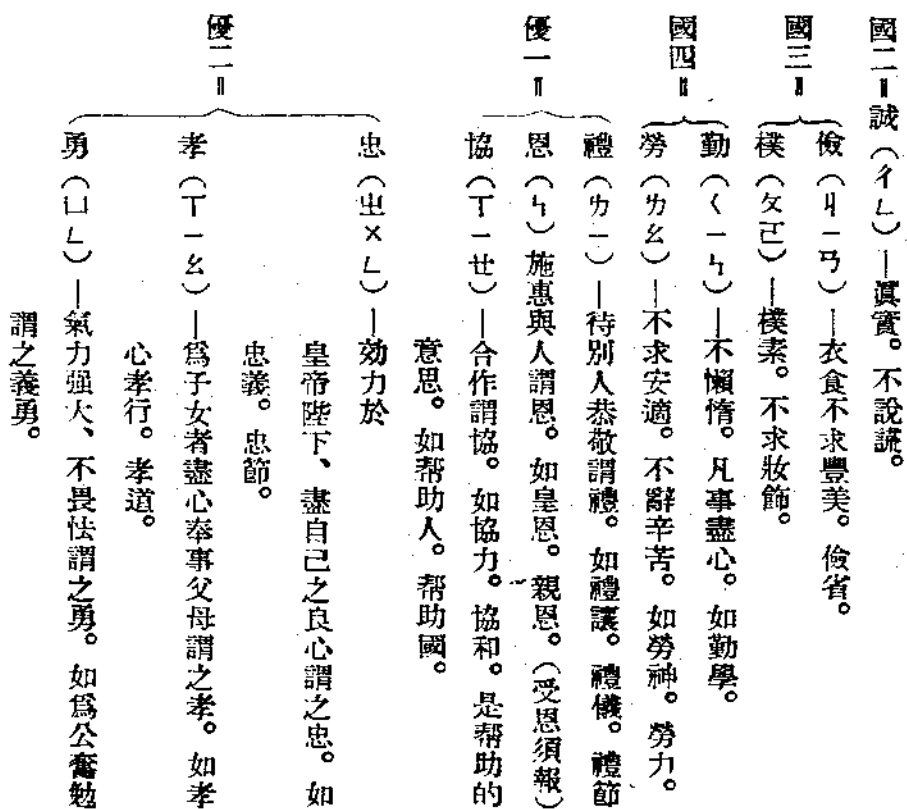 國二＝誠（ㄔㄥ）—眞實。不說謊。
國三＝
儉（ㄐㄧㄢ）—衣食不求豐美。儉省。
樸（ㄆㄛ）—樸素。不求妝飾。
國四＝
勤（ㄑㄧㄣ）—不懶惰。凡事盡心。如勤學。
勞（ㄌㄠ）—不求安適。不辭辛苦。如勞神。勞力。
優一＝
禮（ㄌㄧ）—待別人恭敬謂禮。如禮讓。禮儀。禮節
恩（ㄣ）施惠與人謂恩。如皇恩。親恩。（受恩須報）
協（ㄒㄧㄝ）—合作謂協。如協力。協和。是帮助的
意思。如帮助人。帮助國。
優二＝
忠（ㄓㄨㄥ）—効力於
皇帝陛下、盡自己之良心謂之忠。如
忠義。忠節。
孝（ㄒㄧㄠ）—爲子女者盡心奉事父母謂之孝。如孝
心孝行。孝道。
勇（ㄩㄥ）—氣力强大、不畏怯謂之勇。如爲公奮勉
謂之義勇。